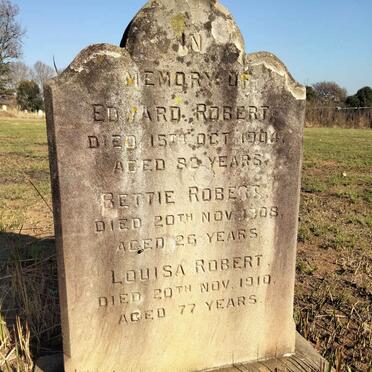 IN
MEMORY OF
EDWARD ROBERT.
DIED 15TH OCT. 1904.
AGED 82 YEARS.
BETTIE ROBERT.
DIED 20TH NOV. 1908.
AGED 26 YEARS.
LOUISA ROBERT.
DIED 20TH NOV. 1910.
AGED 77 YEARS.